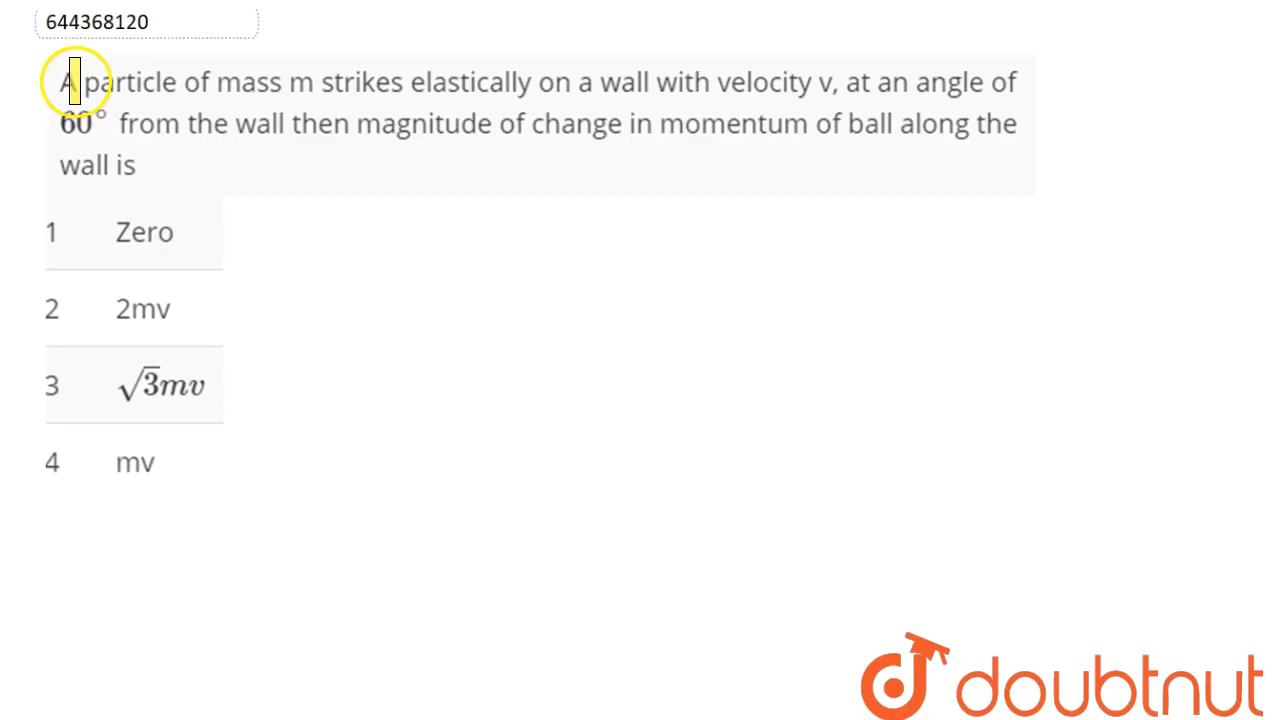 644368120
A particle of mass m strikes elastically on a wall with velocity v, at an angle of
60° from the wall then magnitude of change in momentum of ball along the
wall is
1 Zero
2 2mv
3 √3mv
4 mv
doubtnut